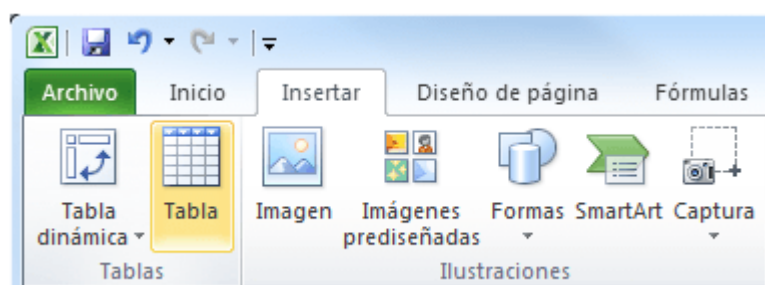 Archivo Inicio Insertar Diseño de página Fórmulas
Tabla dinámica
Tabla
Imagen
Imágenes prediseñadas
Formas
SmartArt
Captura
Tablas
Ilustraciones